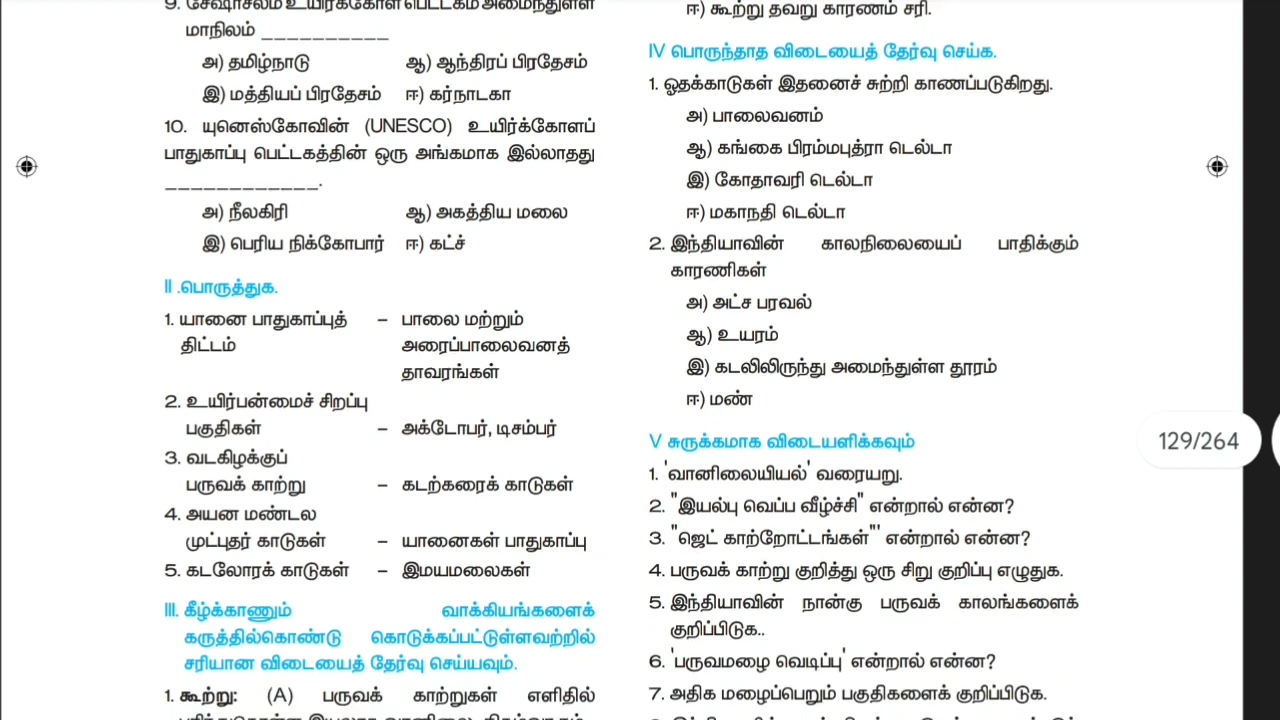 9. சேஷாசலம் உயிர்க்கோள பெட்டகம் அமைந்துள்ள
மாநிலம் __________
அ) தமிழ்நாடு ஆ) ஆந்திரப் பிரதேசம்
இ) மத்தியப் பிரதேசம் ஈ) கர்நாடகா
10. யுனெஸ்கோவின் (UNESCO) உயிர்க்கோளப்
பாதுகாப்பு பெட்டகத்தின் ஒரு அங்கமாக இல்லாதது
____________.
அ) நீலகிரி ஆ) அகத்திய மலை
இ) பெரிய நிக்கோபார் ஈ) கட்ச்
II .பொருத்துக.
1. யானை பாதுகாப்புத் – பாலை மற்றும்
திட்டம் அரைப்பாலைவனத்
தாவரங்கள்
2. உயிர்பன்மைச் சிறப்பு
பகுதிகள் – அக்டோபர், டிசம்பர்
3. வடகிழக்குப்
பருவக் காற்று – கடற்கரைக் காடுகள்
4. அயன மண்டல
முட்புதர் காடுகள் – யானைகள் பாதுகாப்பு
5. கடலோரக் காடுகள் – இமயமலைகள்
III. கீழ்க்காணும் வாக்கியங்களைக்
கருத்தில்கொண்டு கொடுக்கப்பட்டுள்ளவற்றில்
சரியான விடையைத் தேர்வு செய்யவும்.
1. கூற்று: (A) பருவக் காற்றுகள் எளிதில்
ஈ) கூற்று தவறு காரணம் சரி.
IV பொருந்தாத விடையைத் தேர்வு செய்க.
1. ஓதக்காடுகள் இதனைச் சுற்றி காணப்படுகிறது.
அ) பாலைவனம்
ஆ) கங்கை பிரம்மபுத்ரா டெல்டா
இ) கோதாவரி டெல்டா
ஈ) மகாநதி டெல்டா
2. இந்தியாவின் காலநிலையைப் பாதிக்கும்
காரணிகள்
அ) அட்ச பரவல்
ஆ) உயரம்
இ) கடலிலிருந்து அமைந்துள்ள தூரம்
ஈ) மண்
V சுருக்கமாக விடையளிக்கவும்
1. 'வானிலையியல்' வரையறு.
2. "இயல்பு வெப்ப வீழ்ச்சி" என்றால் என்ன?
3. "ஜெட் காற்றோட்டங்கள்"' என்றால் என்ன?
4. பருவக் காற்று குறித்து ஒரு சிறு குறிப்பு எழுதுக.
5. இந்தியாவின் நான்கு பருவக் காலங்களைக்
குறிப்பிடுக..
6. 'பருவமழை வெடிப்பு' என்றால் என்ன?
7. அதிக மழைப்பெறும் பகுதிகளைக் குறிப்பிடுக.
129/264